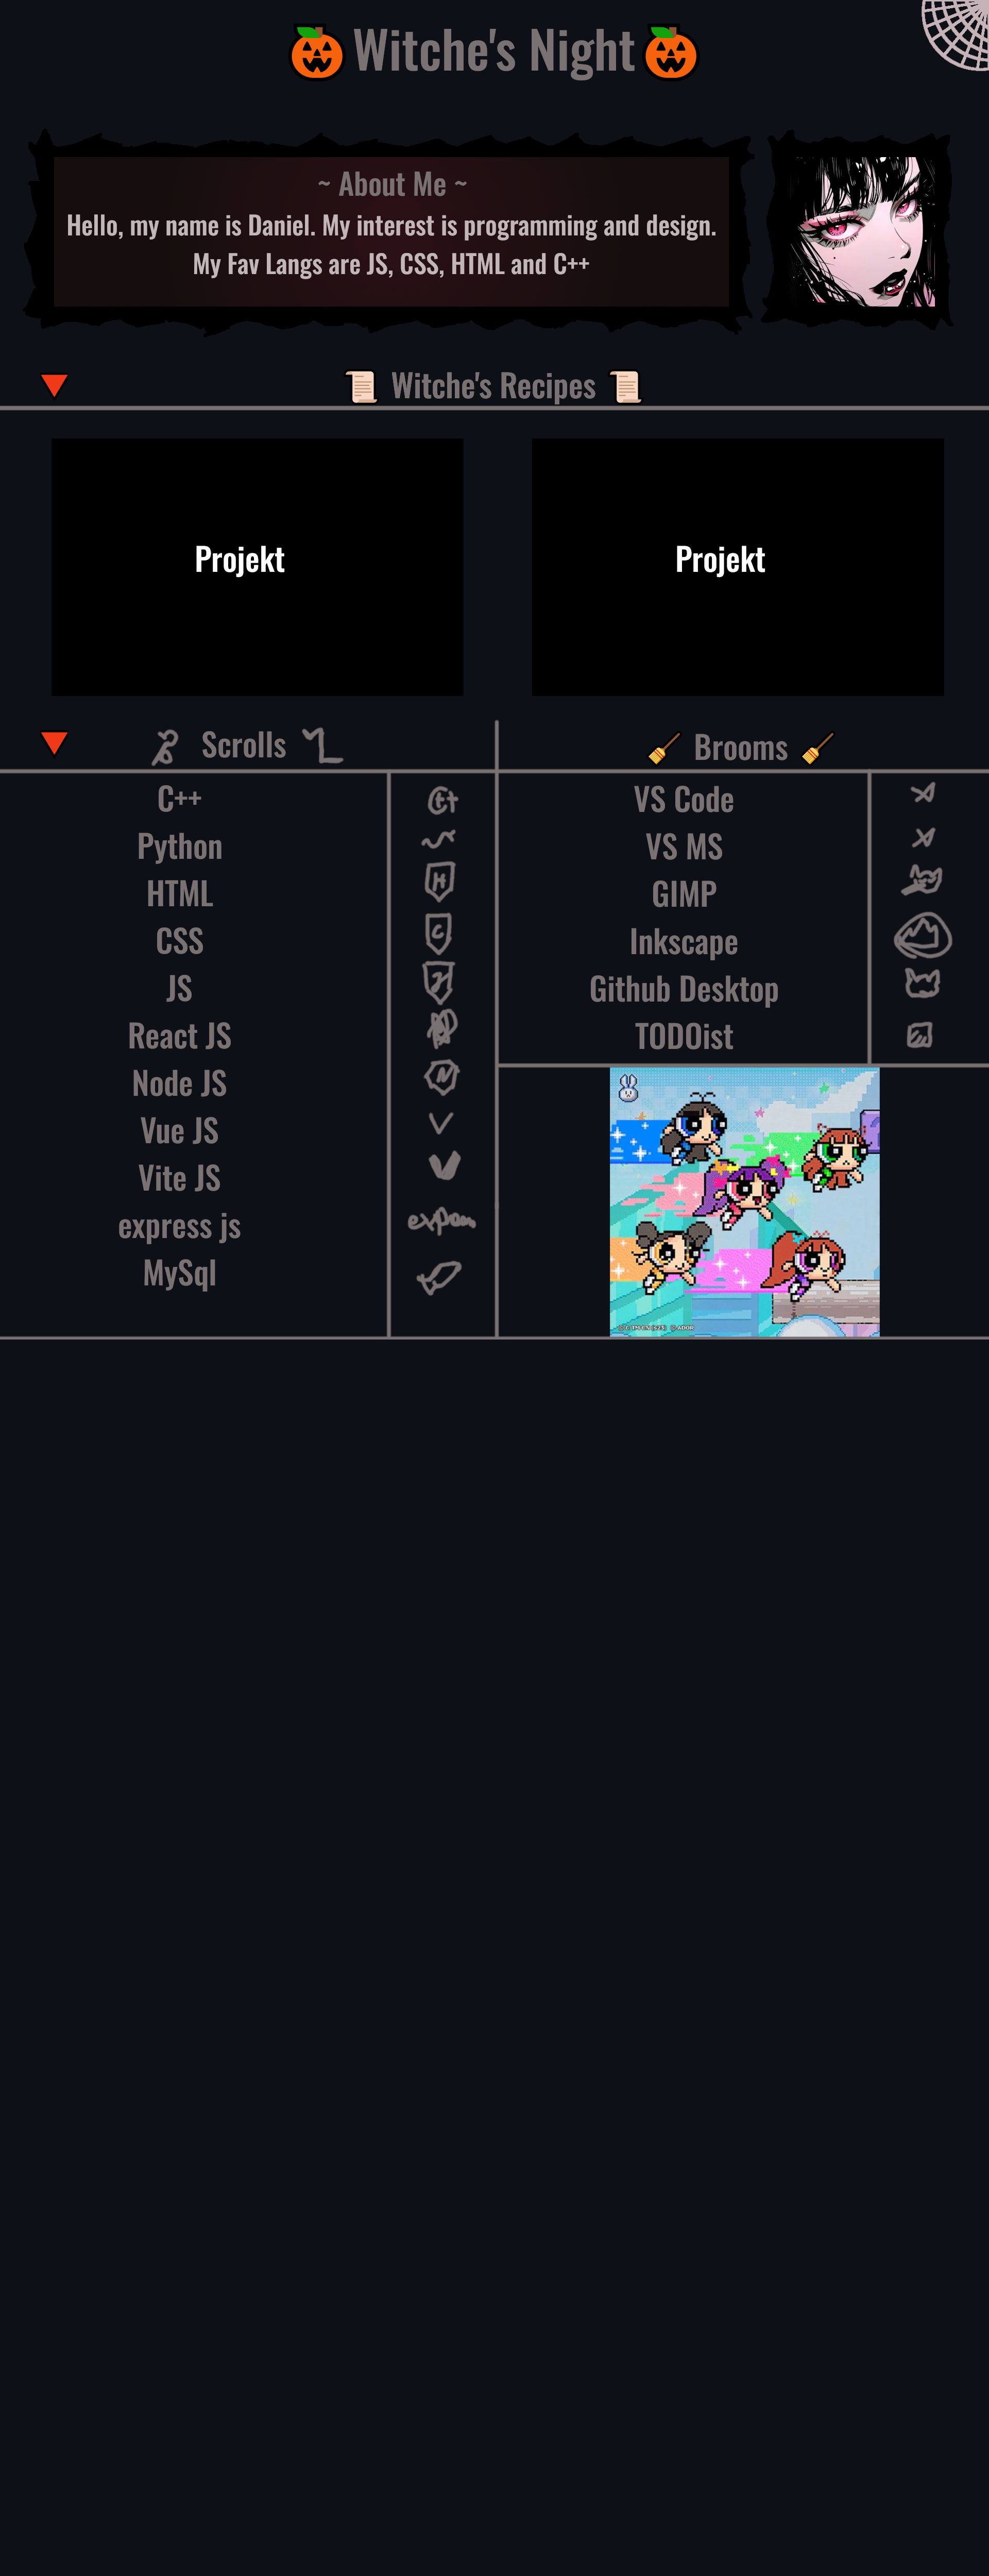 Witche's Night
~ About Me ~
Hello, my name is Daniel. My interest is programming and design.
My Fav Langs are JS, CSS, HTML and C++
Witche's Recipes
Projekt
Projekt
Scrolls
C++
Python
HTML
CSS
JS
React JS
Node JS
Vue JS
Vite JS
express js
MySql
C+
H
C
N
Brooms
VS Code
VS MS
GIMP
Inkscape
Github Desktop
TODOist